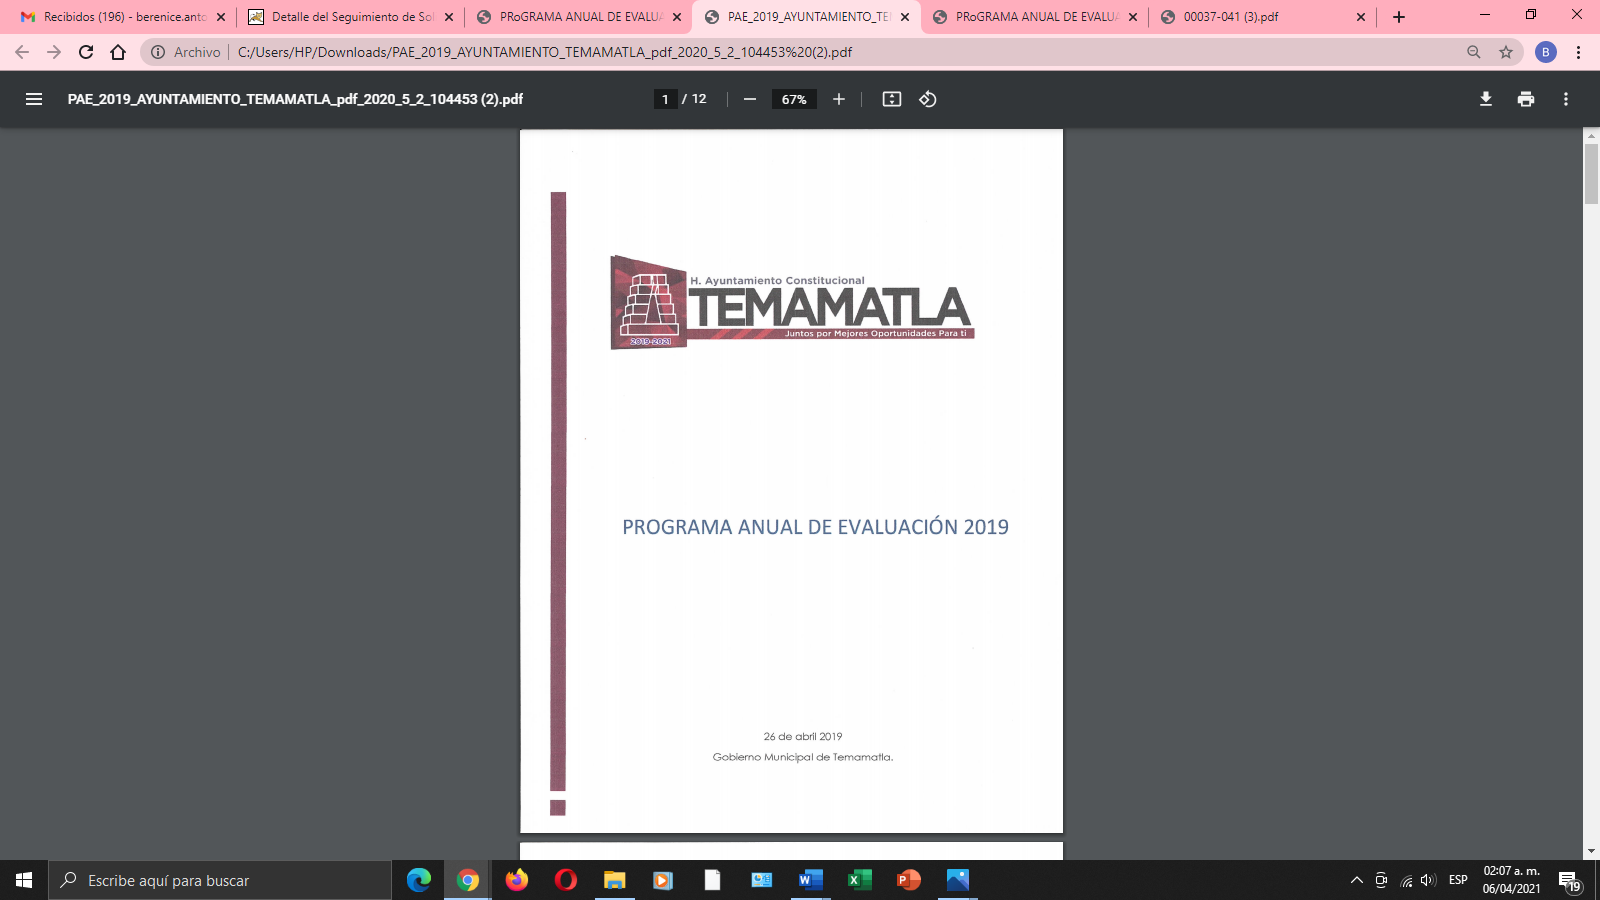 Recibidos (196) - berenice.anto
Detalle del Seguimiento de Sol
PRoGRAMA ANUAL DE EVALUA
PAE_2019_AYUNTAMIENTO_TE
PRoGRAMA ANUAL DE EVALUA
00037-041 (3).pdf
Archivo
C:/Users/HP/Downloads/PAE_2019_AYUNTAMIENTO_TEMAMATLA_pdf_2020_5_2_104453%20(2).pdf
B
PAE_2019_AYUNTAMIENTO_TEMAMATLA_pdf_2020_5_2_104453 (2).pdf
1 / 12
67%
H. Ayuntamiento Constitucional
TEMAMATLA
Juntos por Mejores Oportunidades Para ti
2019-2021
PROGRAMA ANUAL DE EVALUACIÓN 2019
26 de abril 2019
Gobierno Municipal de Temamatla.
Escribe aquí para buscar
ESP
02:07 a. m.
06/04/2021
19